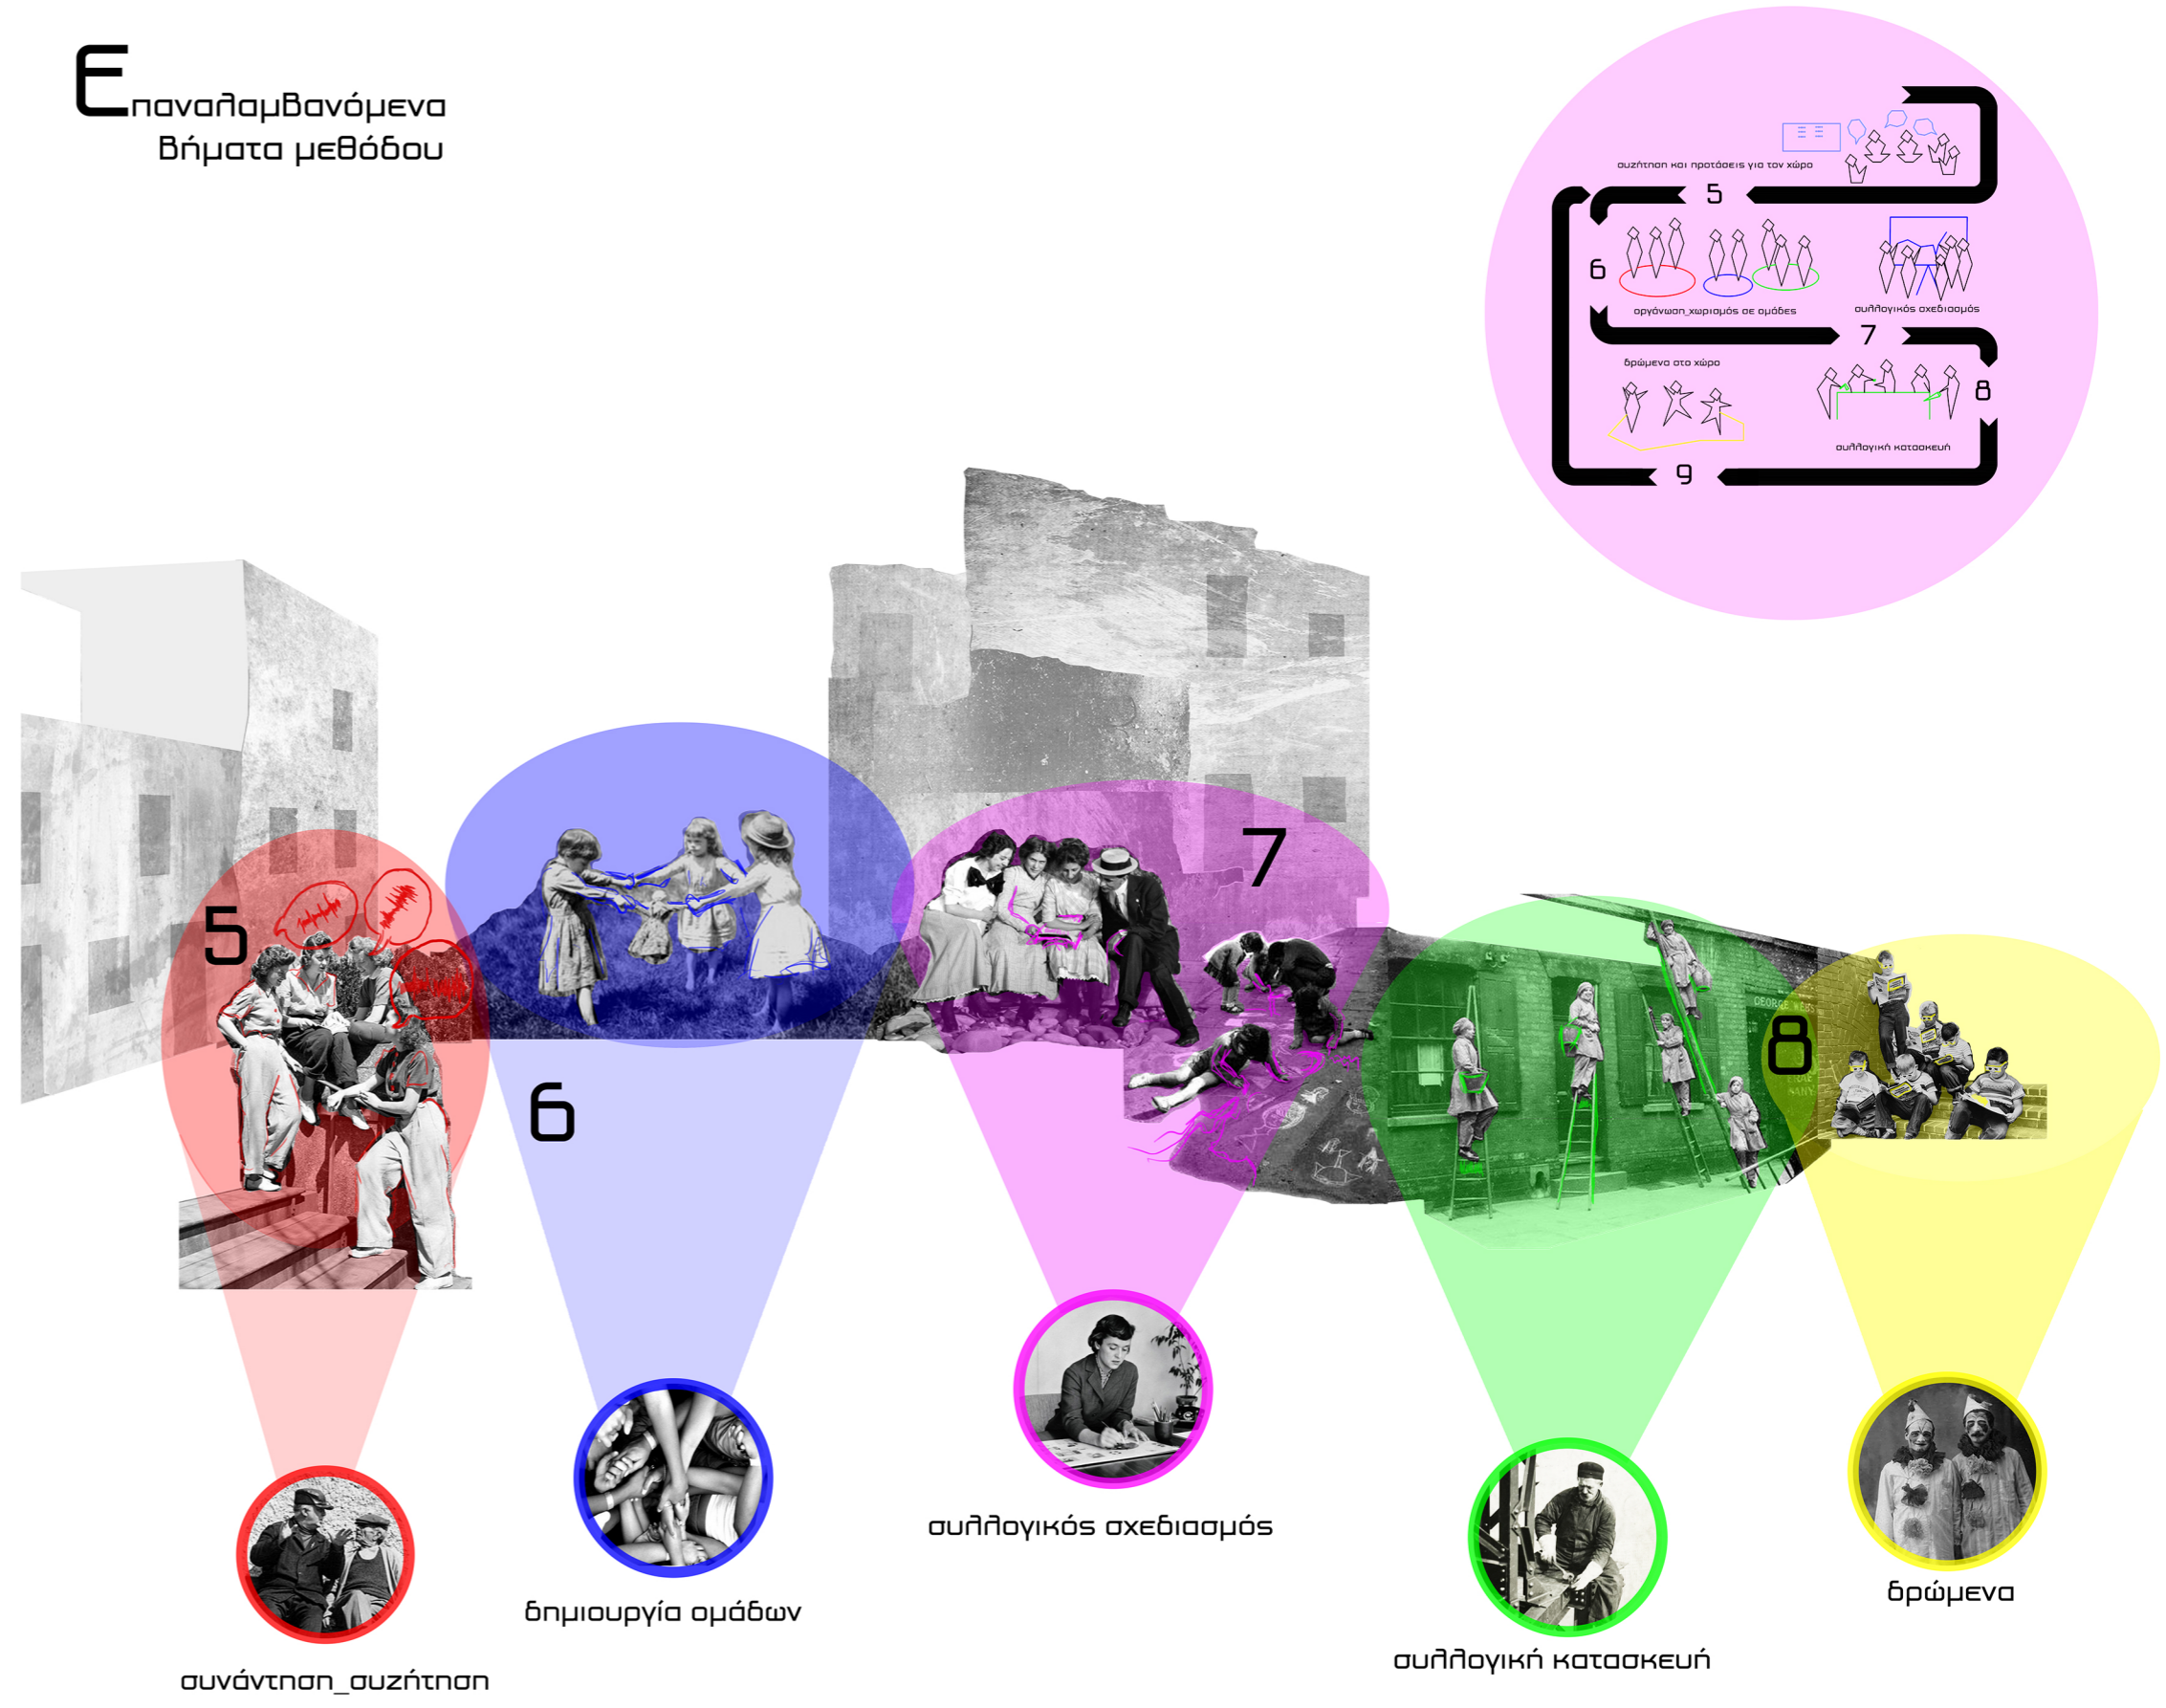 Επαναλαμβανόμενα
βήματα μεθόδου
συζήτηση και προτάσεις για τον χώρο
5
6
οργάνωση_χωρισμός σε ομάδες
συλλογικός σχεδιασμός
7
δρώμενα στο χώρο
8
συλλογική κατασκευή
9
5
6
7
8
GEORGE
συνάντηση_συζήτηση
δημιουργία ομάδων
συλλογικός σχεδιασμός
συλλογική κατασκευή
δρώμενα